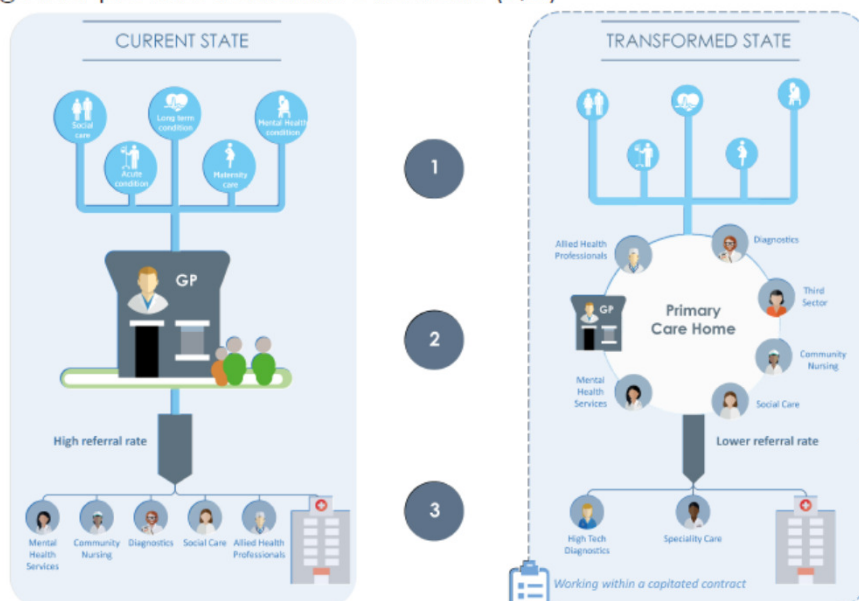 CURRENT STATE
Social
care
Long term
condition
Mental Health
condition
Acute
condition
Maternity
care
GP
High referral rate
Mental
Health
Services
Community
Nursing
Diagnostics
Social Care
Allied Health
Professionals
1
2
3
TRANSFORMED STATE
Allied Health
Professionals
Diagnostics
GP
Primary
Care Home
Third
Sector
Community
Nursing
Mental
Health
Services
Social Care
Lower referral rate
High Tech
Diagnostics
Speciality Care
Working within a capitated contract